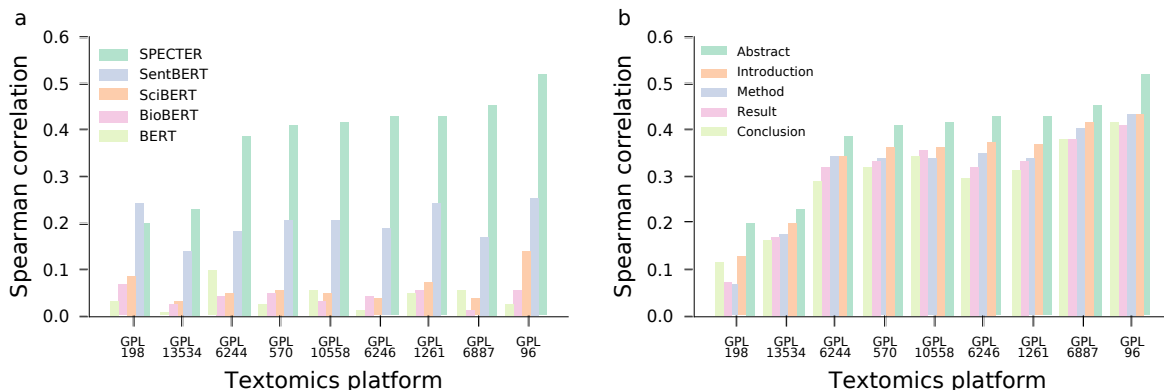 a
Spearman correlation
0.6
0.5
0.4
0.3
0.2
0.1
0.0
SPECTER
SentBERT
SciBERT
BioBERT
BERT
GPL 198
GPL 13534
GPL 6244
GPL 570
GPL 10558
GPL 6246
GPL 1261
GPL 6887
GPL 96
Textomics platform
b
Spearman correlation
0.6
0.5
0.4
0.3
0.2
0.1
0.0
Abstract
Introduction
Method
Result
Conclusion
GPL 198
GPL 13534
GPL 6244
GPL 570
GPL 10558
GPL 6246
GPL 1261
GPL 6887
GPL 96
Textomics platform